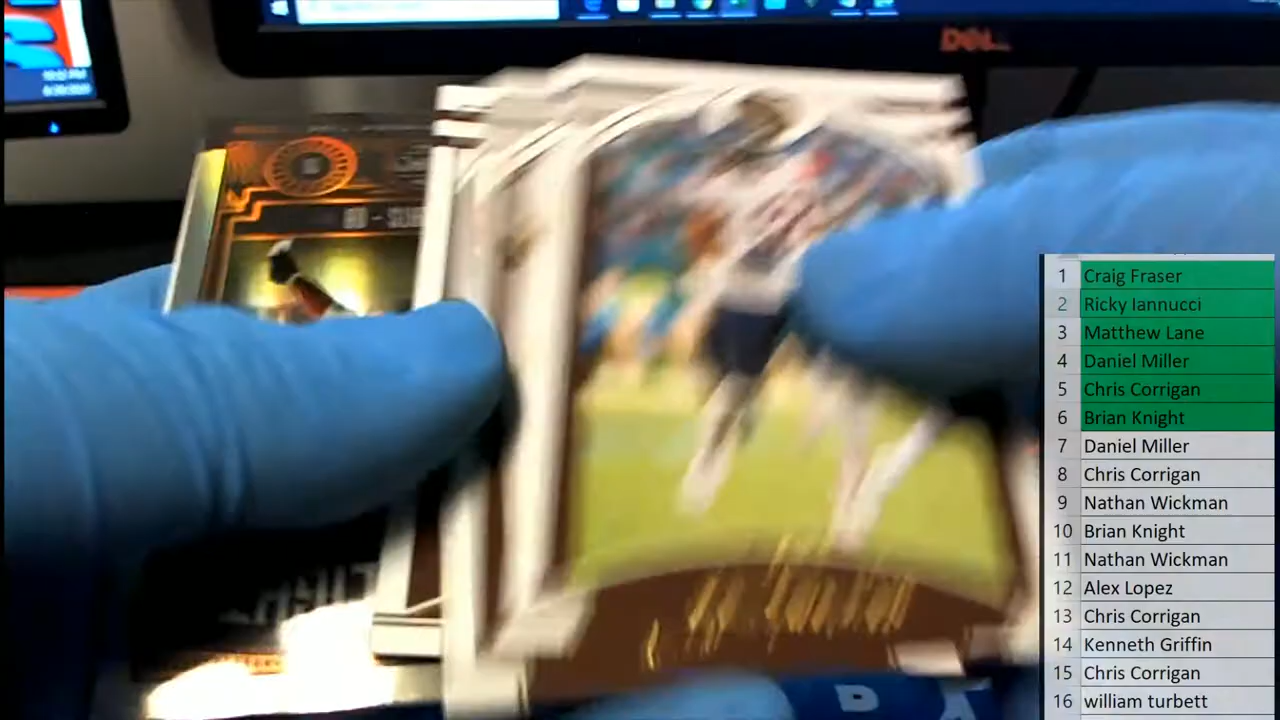 DELL
1 Craig Fraser
2 Ricky Iannucci
3 Matthew Lane
4 Daniel Miller
5 Chris Corrigan
6 Brian Knight
7 Daniel Miller
8 Chris Corrigan
9 Nathan Wickman
10 Brian Knight
11 Nathan Wickman
12 Alex Lopez
13 Chris Corrigan
14 Kenneth Griffin
15 Chris Corrigan
16 william turbett